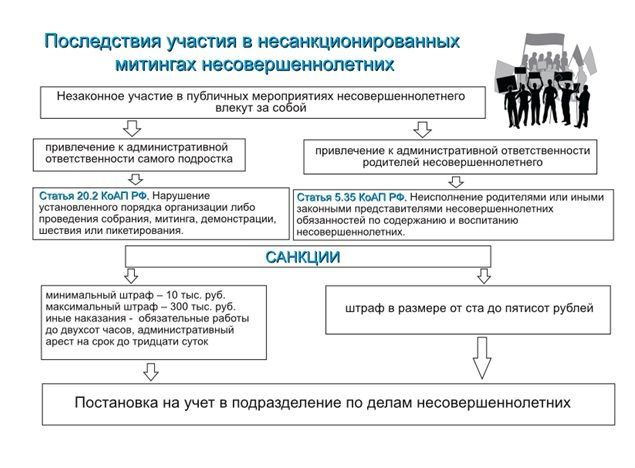 Последствия участия в несанкционированных
митингах несовершеннолетних
Незаконное участие в публичных мероприятиях несовершеннолетнего
влекут за собой
привлечение к административной
ответственности самого подростка
привлечение к административной ответственности
родителей несовершеннолетнего
Статья 20.2 КоАП РФ. Нарушение
установленного порядка организации либо
проведения собрания, митинга, демонстрации,
шествия или пикетирования.
Статья 5.35 КоАП РФ. Неисполнение родителями или иными
законными представителями несовершеннолетних
обязанностей по содержанию и воспитанию
несовершеннолетних.
САНКЦИИ
минимальный штраф – 10 тыс. руб.
максимальный штраф – 300 тыс. руб.
иные наказания - обязательные работы
до двухсот часов, административный
арест на срок до тридцати суток
штраф в размере от ста до пятисот рублей
Постановка на учет в подразделение по делам несовершеннолетних